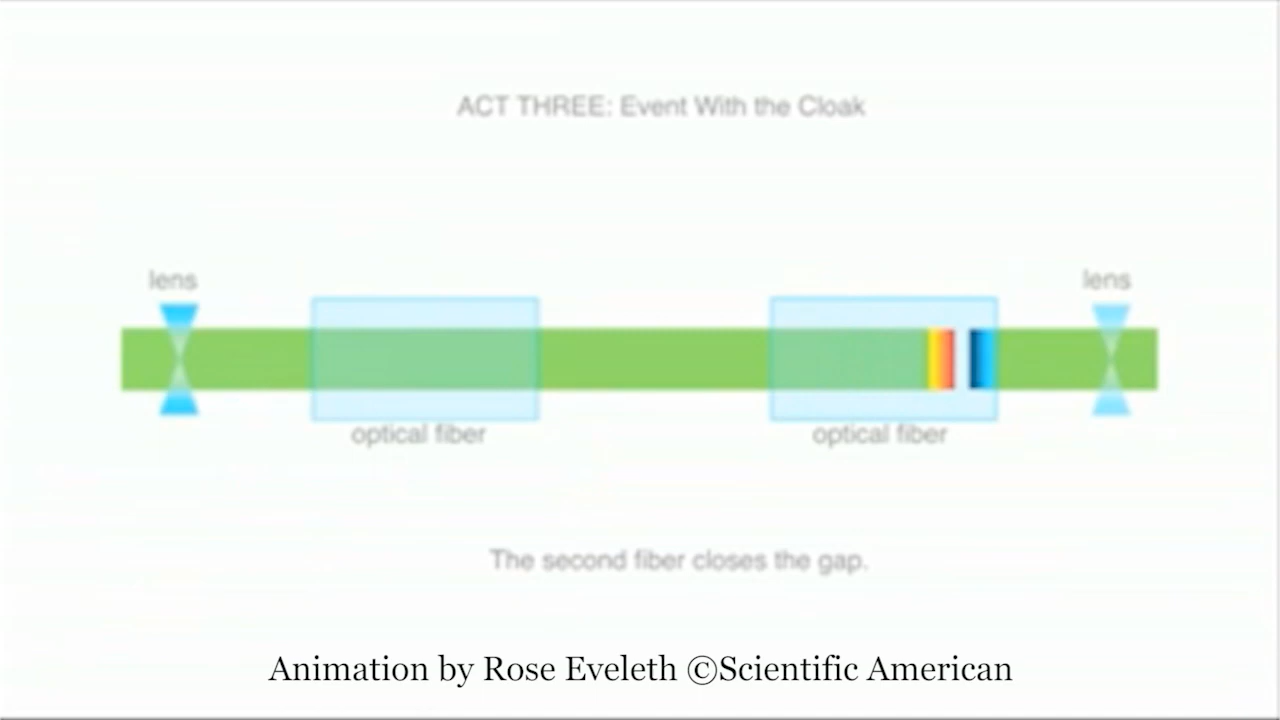 ACT THREE: Event With the Cloak
lens
lens
optical fiber
optical fiber
The second fiber closes the gap.
Animation by Rose Eveleth ©Scientific American